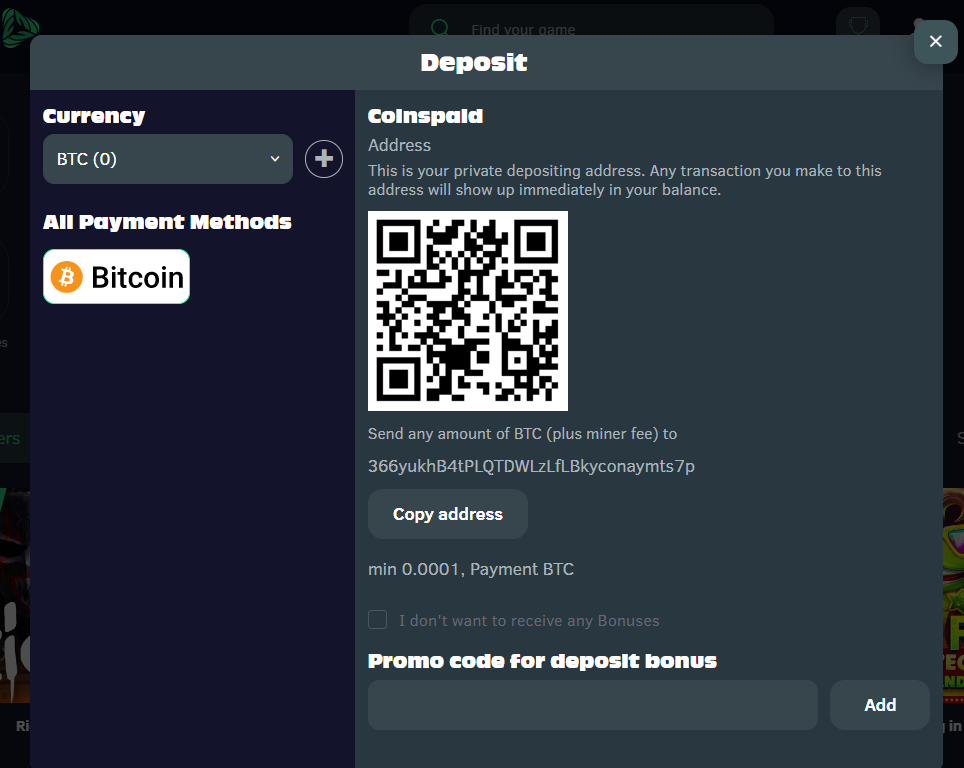 Find your game
Deposit
Currency
BTC (0)
All Payment Methods
Bitcoin
Coinspaid
Address
This is your private depositing address. Any transaction you make to this
address will show up immediately in your balance.
Send any amount of BTC (plus miner fee) to
366yukhB4tPLQTDWLzLfLBkyconaymts7p
Copy address
min 0.0001, Payment BTC
I don't want to receive any Bonuses
Promo code for deposit bonus
Add